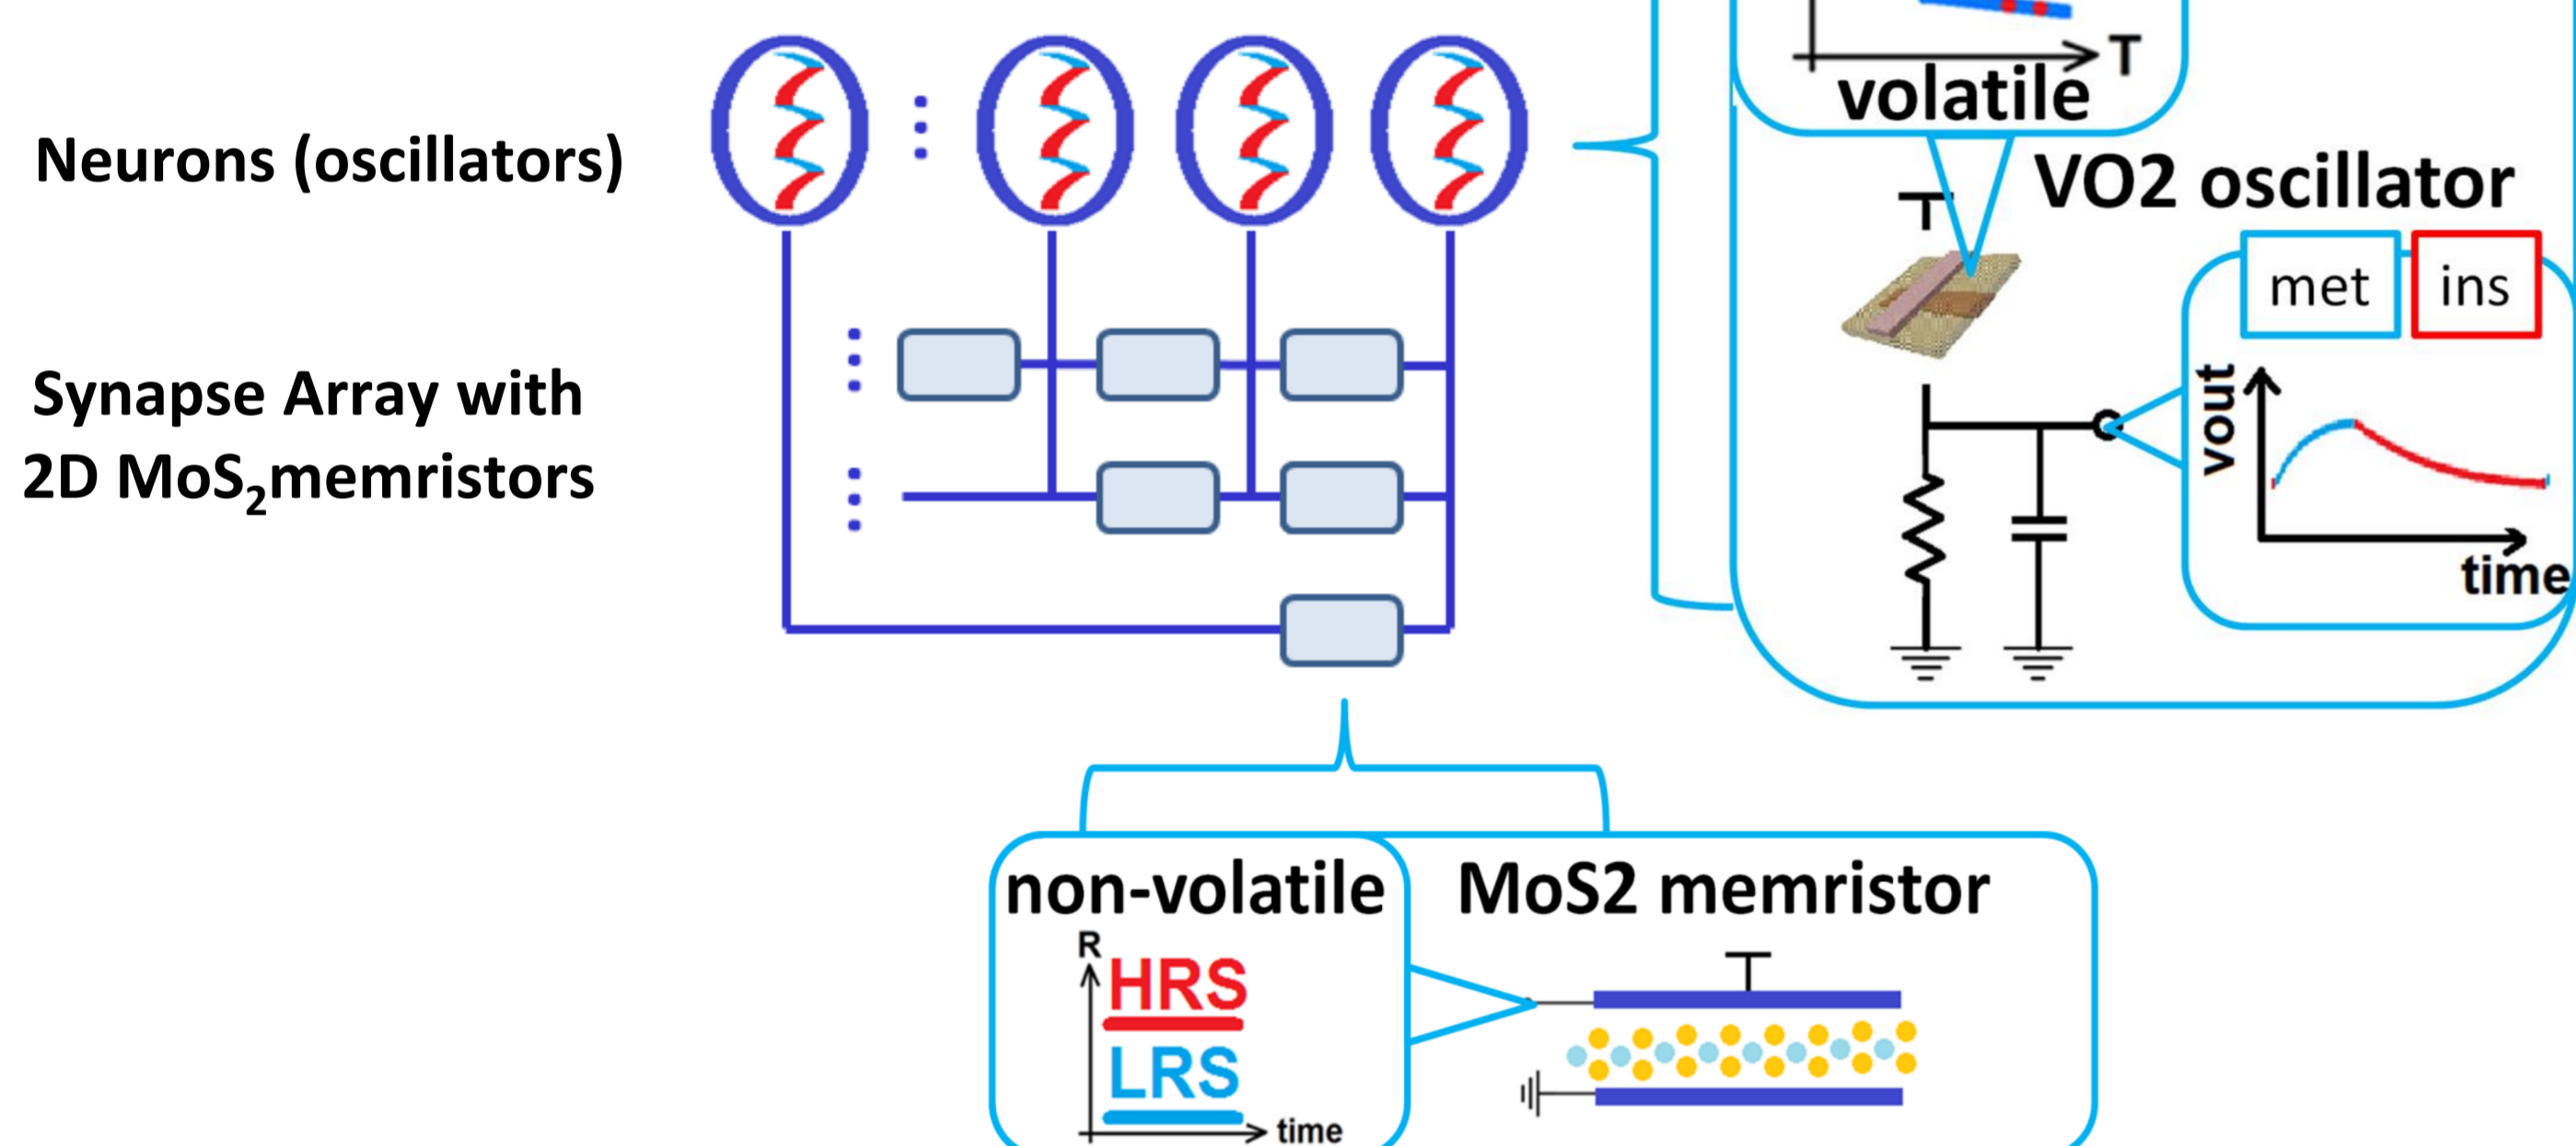 Neurons (oscillators)
Synapse Array with
2D MoS₂memristors
T
volatile
VO2 oscillator
met
ins
vout
time
non-volatile
MoS2 memristor
R
HRS
LRS
time